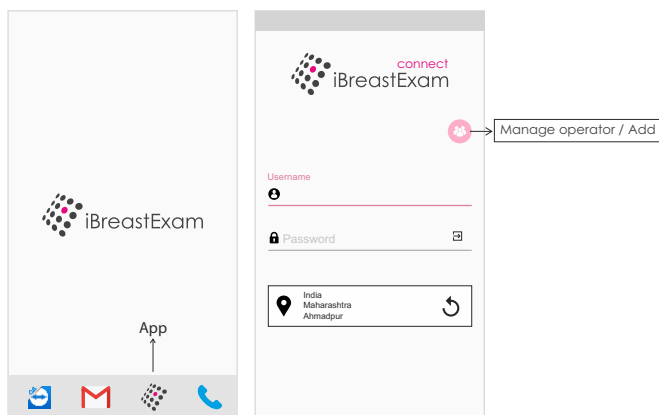 iBreastExam
App
connect
iBreastExam
Manage operator / Add
Username
Password
India
Maharashtra
Ahmadpur